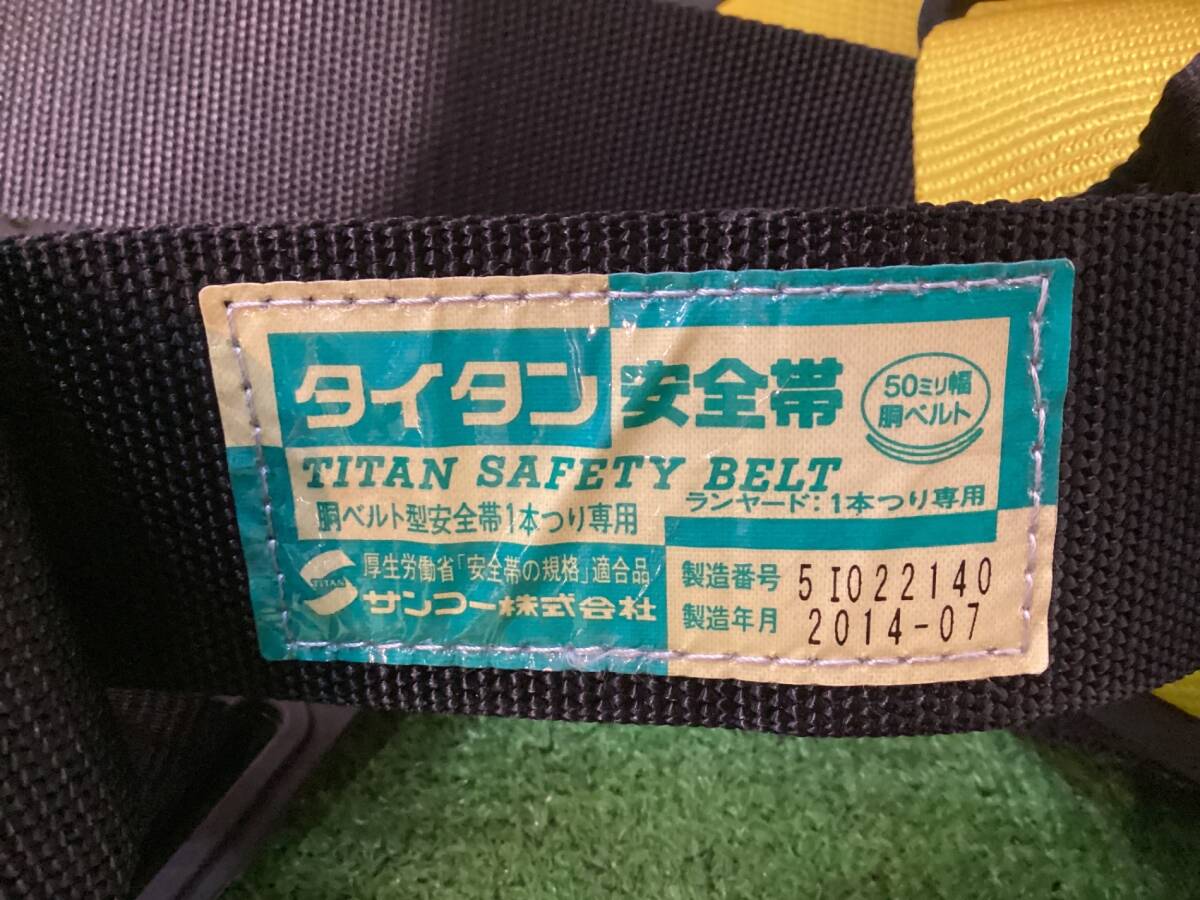 タイタン 安全帯
50ミリ幅
胴ベルト
TITAN SAFETY BELT
ランヤード:1本つり専用
胴ベルト型安全帯1本つり専用
TITAN
厚生労働省「安全帯の規格」適合品
サンコー株式会社
製造番号 5I022140
製造年月 2014-07